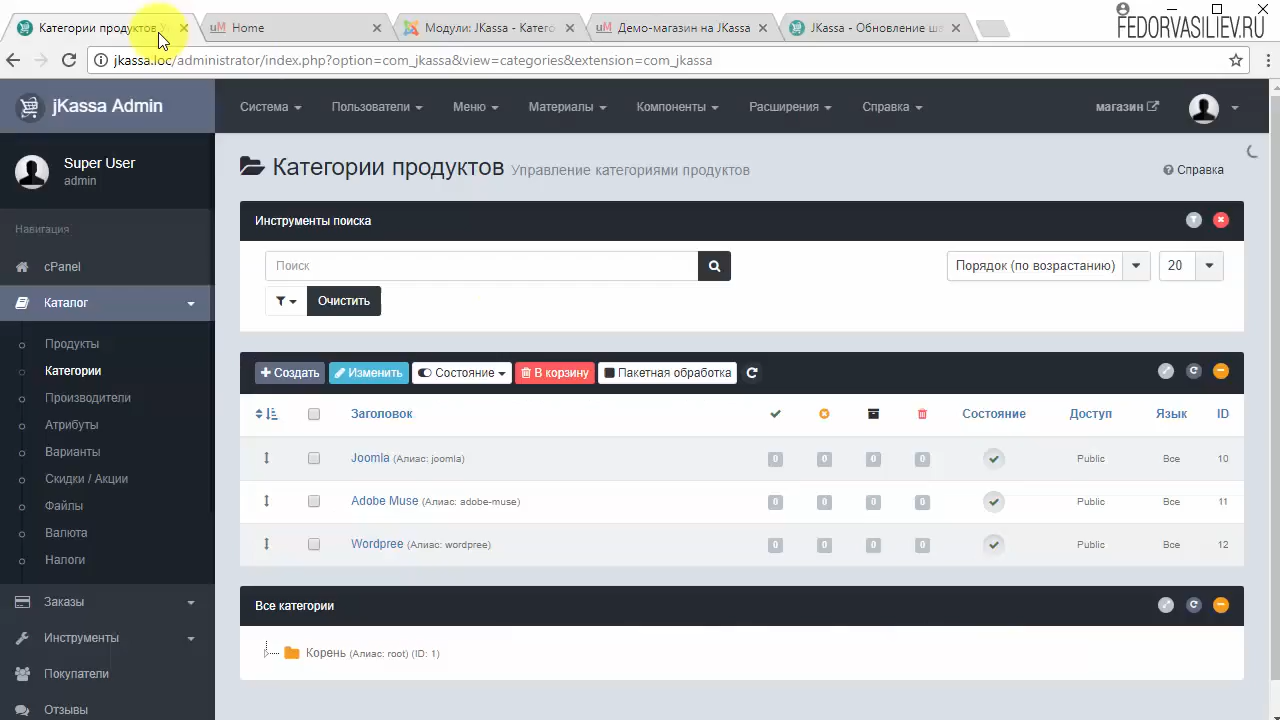 Категории продуктов
Home
Модули: JKassa - Катего
Демо-магазин на JKassa
JKassa - Обновление ша
FEDORVASILIEV.RU
jkassa.loc/administrator/index.php?option=com_jkassa&view=categories&extension=com_jkassa
jKassa Admin
Система
Пользователи
Меню
Материалы
Компоненты
Расширения
Справка
магазин
Super User
admin
Категории продуктов Управление категориями продуктов
Справка
Навигация
cPanel
Каталог
Продукты
Категории
Производители
Атрибуты
Варианты
Скидки / Акции
Файлы
Валюта
Налоги
Заказы
Инструменты
Покупатели
Отзывы
Инструменты поиска
Поиск
Порядок (по возрастанию)
20
Очистить
Создать
Изменить
Состояние
В корзину
Пакетная обработка
Заголовок Состояние Доступ Язык ID
Joomla (Алиас: joomla) 0 0 0 0 Public Все 10
Adobe Muse (Алиас: adobe-muse) 0 0 0 0 Public Все 11
Wordpree (Алиас: wordpree) 0 0 0 0 Public Все 12
Все категории
Корень (Алиас: root) (ID: 1)